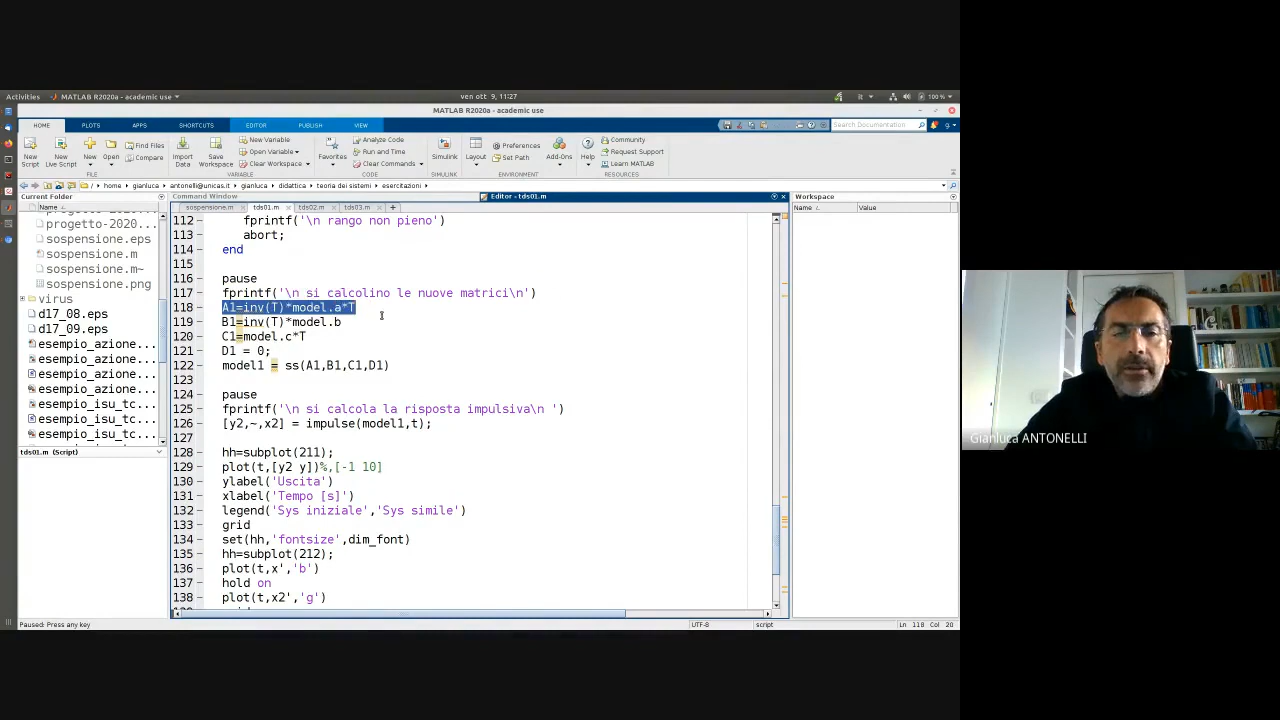 Activities
MATLAB R2020a - academic use
ven ott 9, 11:27
it
100 %
MATLAB R2020a - academic use
HOME
PLOTS
APPS
SHORTCUTS
EDITOR
PUBLISH
VIEW
Search Documentation
New Script
New Live Script
New
Open
Find Files
Compare
Import Data
Save Workspace
New Variable
Open Variable
Clear Workspace
Favorites
Analyze Code
Run and Time
Clear Commands
Simulink
Layout
Preferences
Set Path
Add-Ons
Help
Community
Request Support
Learn MATLAB
FILE
VARIABLE
CODE
SIMULINK
ENVIRONMENT
RESOURCES
/ home gianluca antonelli@unicas.it gianluca didattica teoria dei sistemi esercitazioni
Current Folder
Command Window
Editor - tds01.m
Workspace
Name
sospensione.m
tds01.m
tds02.m
tds03.m
Name
Value
progetto-2020...
sospensione.eps
sospensione.m
sospensione.m~
sospensione.png
virus
d17_08.eps
d17_09.eps
esempio_azione...
esempio_azione...
esempio_azione...
esempio_azione...
esempio_isu_tc...
esempio_isu_tc...
esempio_isu_tc...
tds01.m (Script)
112 fprintf('\n rango non pieno')
113 abort;
114 end
115
116 pause
117 fprintf('\n si calcolino le nuove matrici\n')
118 A1=inv(T)*model.a*T
119 B1=inv(T)*model.b
120 C1=model.c*T
121 D1 = 0;
122 model1 = ss(A1,B1,C1,D1)
123
124 pause
125 fprintf('\n si calcola la risposta impulsiva\n ')
126 [y2,~,x2] = impulse(model1,t);
127
128 hh=subplot(211);
129 plot(t,[y2 y])%,[-1 10]
130 ylabel('Uscita')
131 xlabel('Tempo [s]')
132 legend('Sys iniziale','Sys simile')
133 grid
134 set(hh,'fontsize',dim_font)
135 hh=subplot(212);
136 plot(t,x','b')
137 hold on
138 plot(t,x2','g')
Paused: Press any key
UTF-8
script
Ln 118 Col 20
Gianluca ANTONELLI